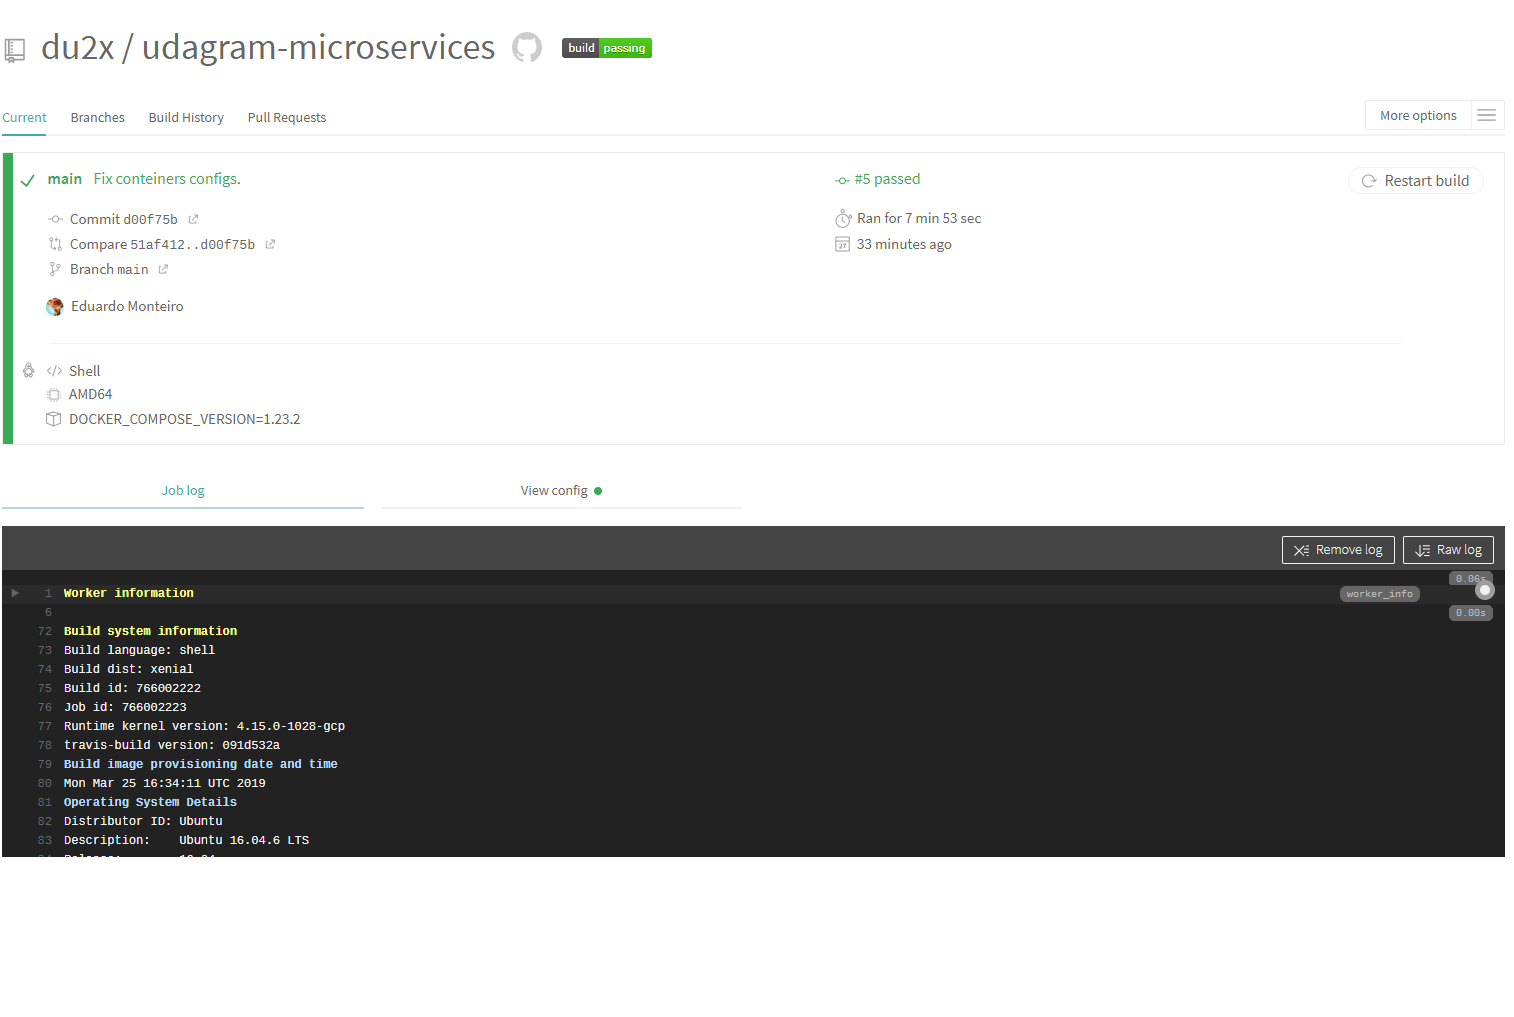 du2x / udagram-microservices build passing
Current Branches Build History Pull Requests More options
main Fix conteiners configs. #5 passed Restart build
Commit d00f75b Ran for 7 min 53 sec
Compare 51af412..d00f75b 33 minutes ago
Branch main
Eduardo Monteiro
Shell
AMD64
DOCKER_COMPOSE_VERSION=1.23.2
Job log View config
Remove log Raw log
0.06s
1 Worker information worker_info
6 0.00s
72 Build system information
73 Build language: shell
74 Build dist: xenial
75 Build id: 766002222
76 Job id: 766002223
77 Runtime kernel version: 4.15.0-1028-gcp
78 travis-build version: 091d532a
79 Build image provisioning date and time
80 Mon Mar 25 16:34:11 UTC 2019
81 Operating System Details
82 Distributor ID: Ubuntu
83 Description: Ubuntu 16.04.6 LTS